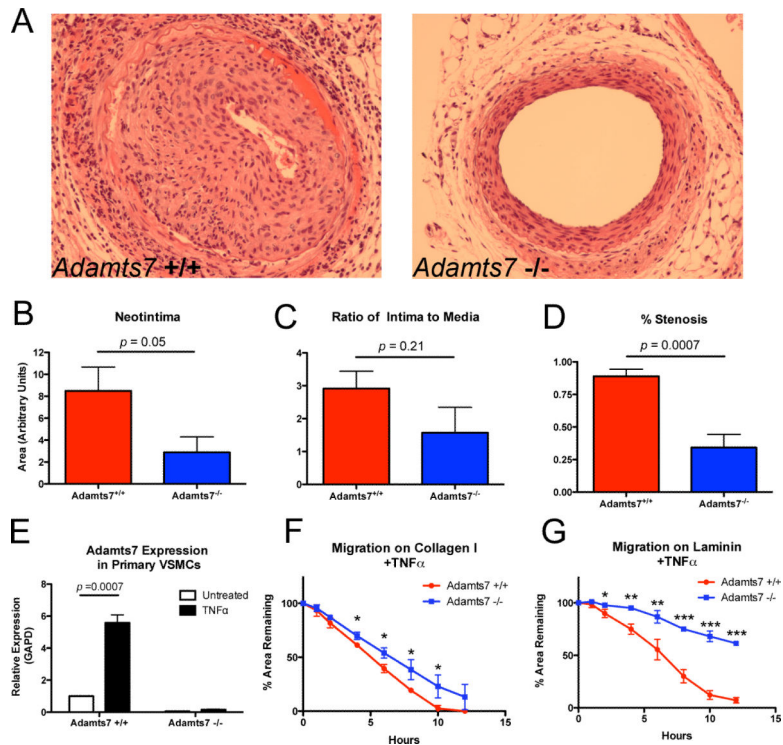 A
Adamts7 +/+
Adamts7 -/-
B
Neotintima
p = 0.05
Area (Arbitrary Units)
12
10
8
6
4
2
0
Adamts7+/+
Adamts7-/-
C
Ratio of Intima to Media
p = 0.21
4
3
2
1
0
Adamts7+/+
Adamts7-/-
D
% Stenosis
p = 0.0007
1.00
0.75
0.50
0.25
0.00
Adamts7+/+
Adamts7-/-
E
Adamts7 Expression
in Primary VSMCs
p =0.0007
Untreated
TNFα
Relative Expression
(GAPD)
8
6
4
2
0
Adamts7 +/+
Adamts7 -/-
F
Migration on Collagen I
+TNFα
Adamts7 +/+
Adamts7 -/-
% Area Remaining
100
50
0
* * * *
0 5 10 15
Hours
G
Migration on Laminin
+TNFα
Adamts7 +/+
Adamts7 -/-
% Area Remaining
100
50
0
* ** ** *** *** ***
0 5 10 15
Hours